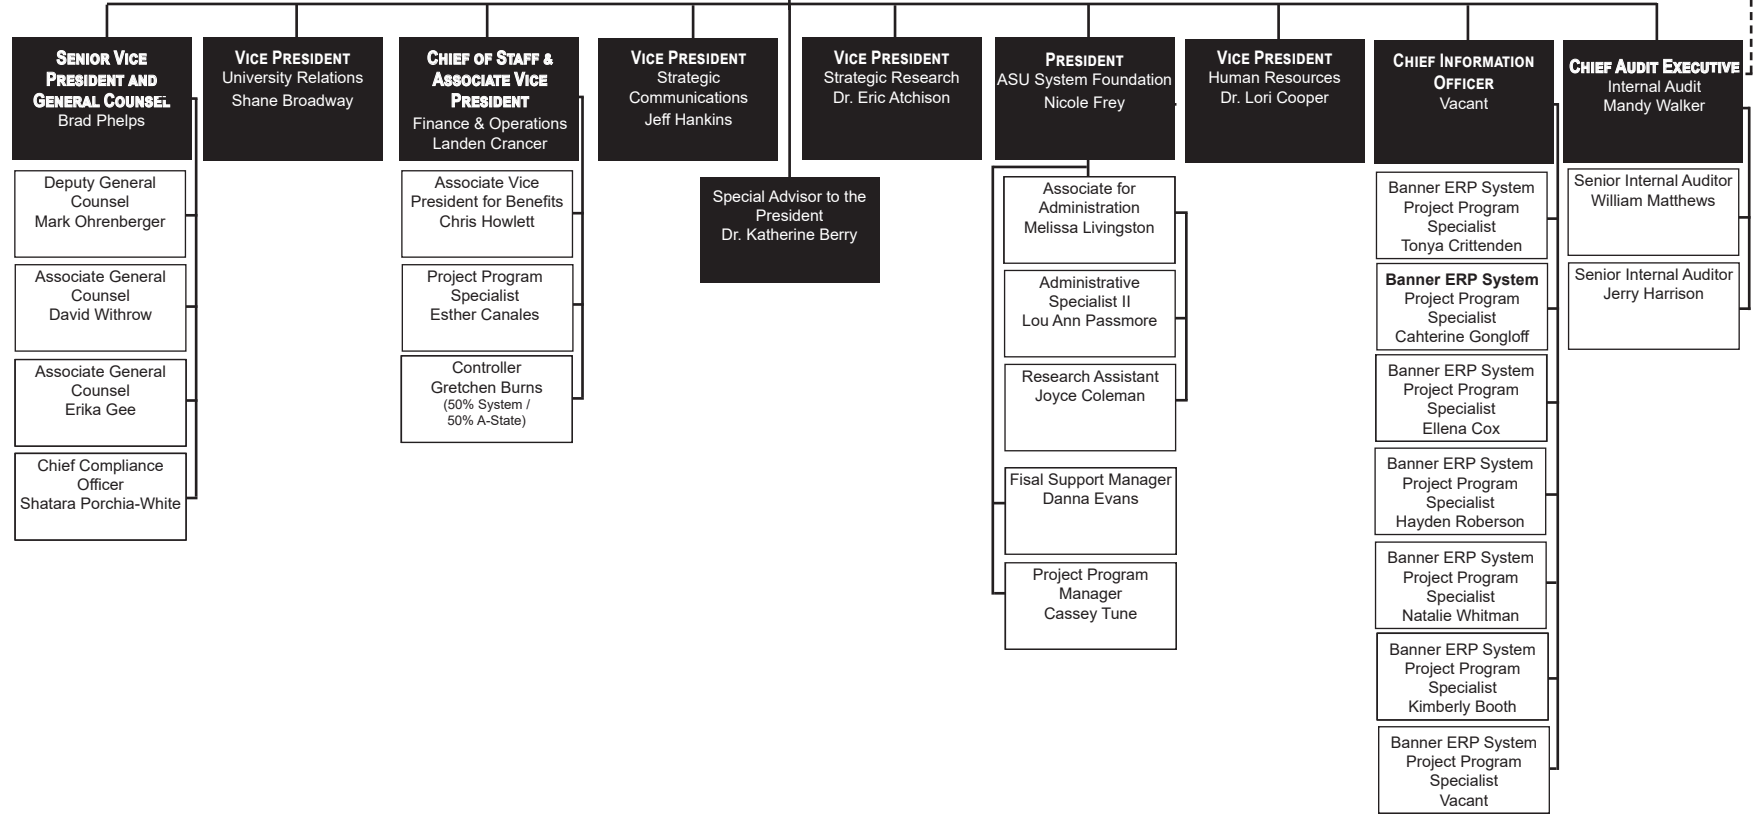 SENIOR VICE
PRESIDENT AND
GENERAL COUNSEL
Brad Phelps
Deputy General
Counsel
Mark Ohrenberger
Associate General
Counsel
David Withrow
Associate General
Counsel
Erika Gee
Chief Compliance
Officer
Shatara Porchia-White
VICE PRESIDENT
University Relations
Shane Broadway
CHIEF OF STAFF &
ASSOCIATE VICE
PRESIDENT
Finance & Operations
Landen Crancer
Associate Vice
President for Benefits
Chris Howlett
Project Program
Specialist
Esther Canales
Controller
Gretchen Burns
(50% System /
50% A-State)
VICE PRESIDENT
Strategic
Communications
Jeff Hankins
Special Advisor to the
President
Dr. Katherine Berry
VICE PRESIDENT
Strategic Research
Dr. Eric Atchison
PRESIDENT
ASU System Foundation
Nicole Frey
Associate for
Administration
Melissa Livingston
Administrative
Specialist II
Lou Ann Passmore
Research Assistant
Joyce Coleman
Fisal Support Manager
Danna Evans
Project Program
Manager
Cassey Tune
VICE PRESIDENT
Human Resources
Dr. Lori Cooper
CHIEF INFORMATION
OFFICER
Vacant
Banner ERP System
Project Program
Specialist
Tonya Crittenden
Banner ERP System
Project Program
Specialist
Cahterine Gongloff
Banner ERP System
Project Program
Specialist
Ellena Cox
Banner ERP System
Project Program
Specialist
Hayden Roberson
Banner ERP System
Project Program
Specialist
Natalie Whitman
Banner ERP System
Project Program
Specialist
Kimberly Booth
Banner ERP System
Project Program
Specialist
Vacant
CHIEF AUDIT EXECUTIVE
Internal Audit
Mandy Walker
Senior Internal Auditor
William Matthews
Senior Internal Auditor
Jerry Harrison